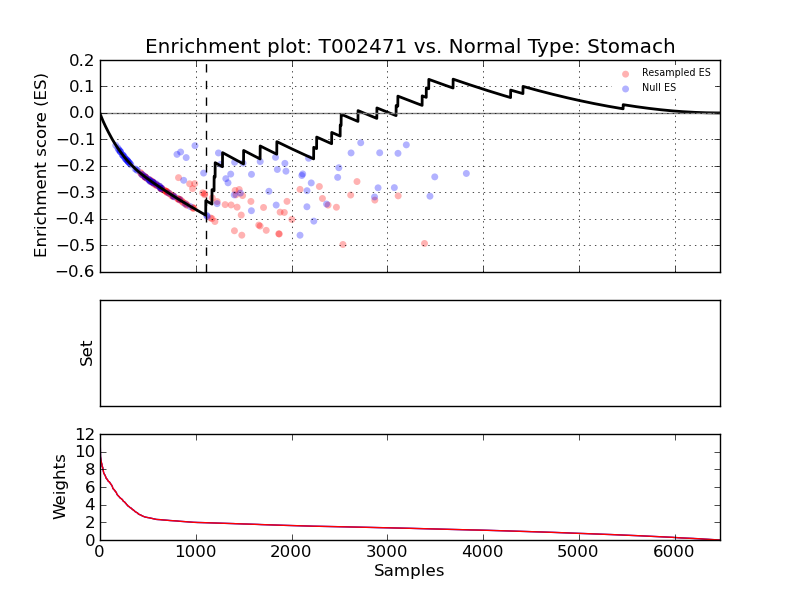 Enrichment plot: T002471 vs. Normal Type: Stomach
0.2
0.1
0.0
−0.1
−0.2
−0.3
−0.4
−0.5
−0.6
Enrichment score (ES)
Resampled ES
Null ES
Set
12
10
8
6
4
2
0
Weights
0 1000 2000 3000 4000 5000 6000
Samples